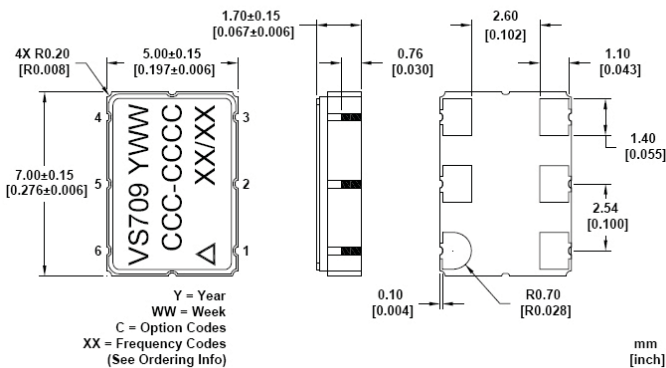 4X R0.20
[R0.008]
5.00±0.15
[0.197±0.006]
1.70±0.15
[0.067±0.006]
0.76
[0.030]
2.60
[0.102]
1.10
[0.043]
7.00±0.15
[0.276±0.006]
4
5
6
3
2
1
VS709 YWW
CCC-CCCC
XX/XX
1.40
[0.055]
2.54
[0.100]
0.10
[0.004]
R0.70
[R0.028]
Y = Year
WW = Week
C = Option Codes
XX = Frequency Codes
(See Ordering Info)
mm
[inch]